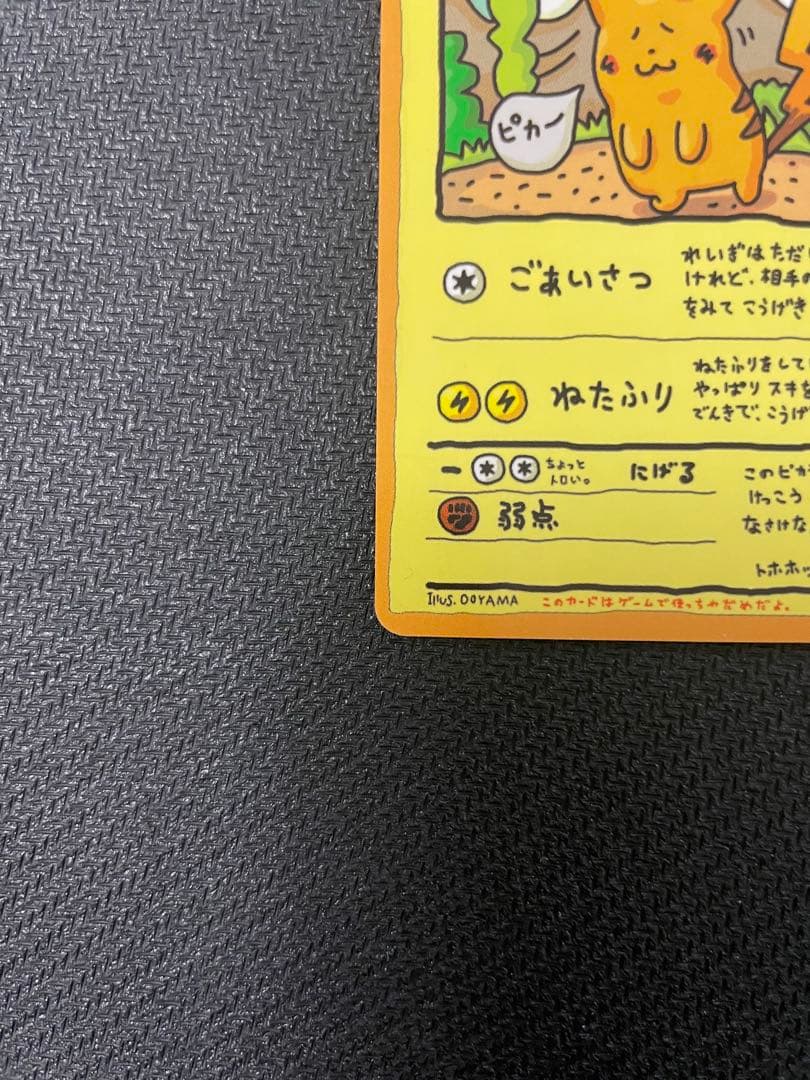 ピカー
ごあいさつ
れいぎはただし
けれど、相手の
をみて こうげき
ねたふり
ねたふりをして
やっぱり スキを
でんきで、こうげ
ー
ちょっと
トロい。
にげる
弱点
このピカ
けっこう
なさけな
トホホッ
Illus. OOYAMA
このカードはゲームで使っちゃだめだよ。